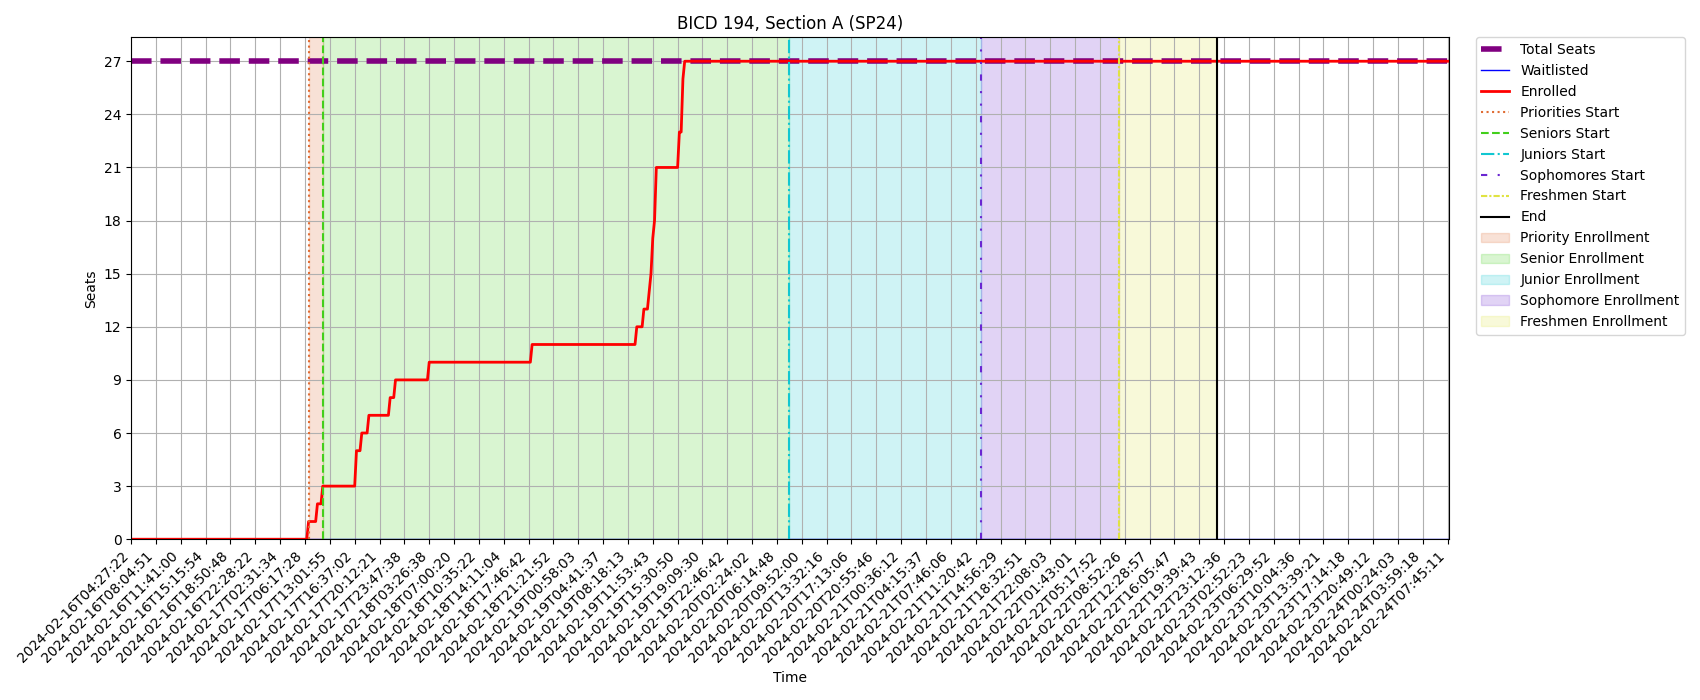 BICD 194, Section A (SP24)
Seats
27
24
21
18
15
12
9
6
3
0
2024-02-16T04:27:22
2024-02-16T08:04:51
2024-02-16T11:41:00
2024-02-16T15:15:54
2024-02-16T18:50:48
2024-02-16T22:28:22
2024-02-17T02:31:34
2024-02-17T06:17:28
2024-02-17T13:01:55
2024-02-17T16:37:02
2024-02-17T20:12:21
2024-02-17T23:47:38
2024-02-18T03:26:38
2024-02-18T07:00:20
2024-02-18T10:35:22
2024-02-18T14:11:04
2024-02-18T17:46:42
2024-02-18T21:21:52
2024-02-19T00:58:03
2024-02-19T04:41:37
2024-02-19T08:18:13
2024-02-19T11:53:43
2024-02-19T15:30:50
2024-02-19T19:09:30
2024-02-19T22:46:42
2024-02-20T02:24:02
2024-02-20T06:14:48
2024-02-20T09:52:00
2024-02-20T13:32:16
2024-02-20T17:13:06
2024-02-20T20:55:46
2024-02-21T00:36:12
2024-02-21T04:15:37
2024-02-21T07:46:06
2024-02-21T11:20:42
2024-02-21T14:56:29
2024-02-21T18:32:51
2024-02-21T22:08:03
2024-02-22T01:43:01
2024-02-22T05:17:52
2024-02-22T08:52:26
2024-02-22T12:28:57
2024-02-22T16:05:47
2024-02-22T19:39:43
2024-02-22T23:12:36
2024-02-23T02:52:23
2024-02-23T06:29:52
2024-02-23T10:04:36
2024-02-23T13:39:21
2024-02-23T17:14:18
2024-02-23T20:49:12
2024-02-24T00:24:03
2024-02-24T03:59:18
2024-02-24T07:45:11
Time
Total Seats
Waitlisted
Enrolled
Priorities Start
Seniors Start
Juniors Start
Sophomores Start
Freshmen Start
End
Priority Enrollment
Senior Enrollment
Junior Enrollment
Sophomore Enrollment
Freshmen Enrollment